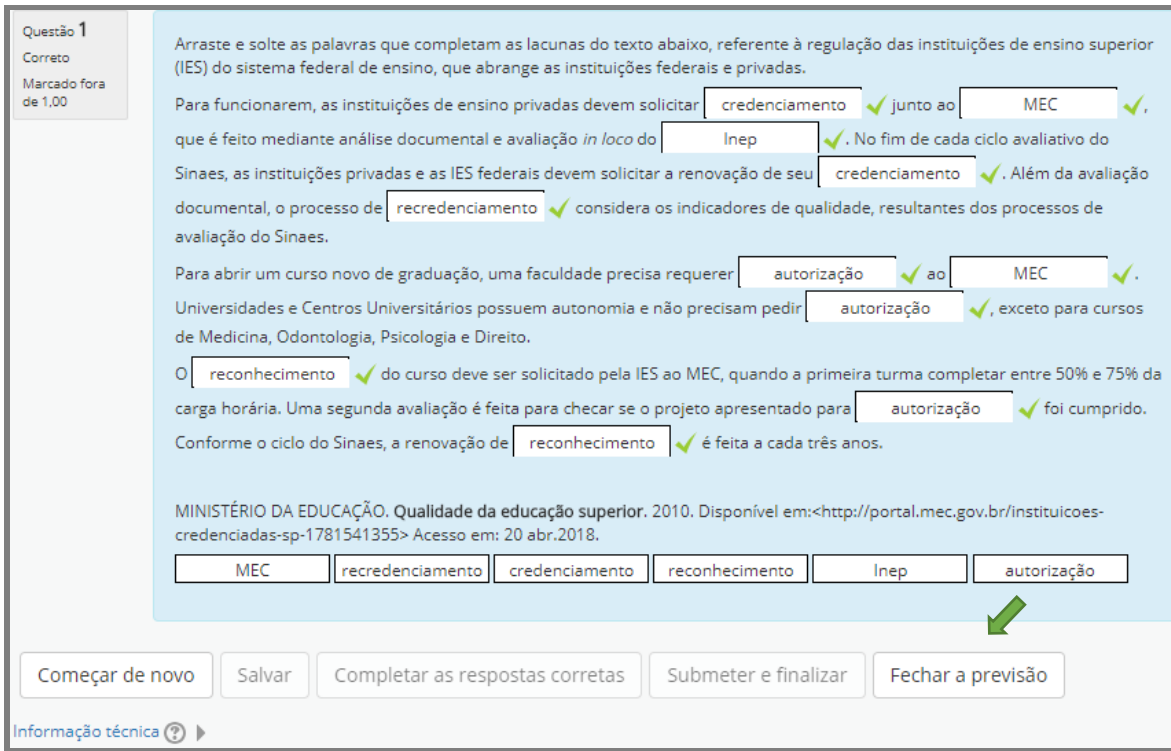 Questão 1
Correto
Marcado fora
de 1,00
Arraste e solte as palavras que completam as lacunas do texto abaixo, referente à regulação das instituições de ensino superior
(IES) do sistema federal de ensino, que abrange as instituições federais e privadas.
Para funcionarem, as instituições de ensino privadas devem solicitar credenciamento junto ao MEC ,
que é feito mediante análise documental e avaliação in loco do Inep . No fim de cada ciclo avaliativo do
Sinaes, as instituições privadas e as IES federais devem solicitar a renovação de seu credenciamento . Além da avaliação
documental, o processo de recredenciamento considera os indicadores de qualidade, resultantes dos processos de
avaliação do Sinaes.
Para abrir um curso novo de graduação, uma faculdade precisa requerer autorização ao MEC .
Universidades e Centros Universitários possuem autonomia e não precisam pedir autorização , exceto para cursos
de Medicina, Odontologia, Psicologia e Direito.
O reconhecimento do curso deve ser solicitado pela IES ao MEC, quando a primeira turma completar entre 50% e 75% da
carga horária. Uma segunda avaliação é feita para checar se o projeto apresentado para autorização foi cumprido.
Conforme o ciclo do Sinaes, a renovação de reconhecimento é feita a cada três anos.
MINISTÉRIO DA EDUCAÇÃO. Qualidade da educação superior. 2010. Disponível em:<http://portal.mec.gov.br/instituicoes-
credenciadas-sp-1781541355> Acesso em: 20 abr.2018.
MEC recredenciamento credenciamento reconhecimento Inep autorização
Começar de novo Salvar Completar as respostas corretas Submeter e finalizar Fechar a previsão
Informação técnica ?